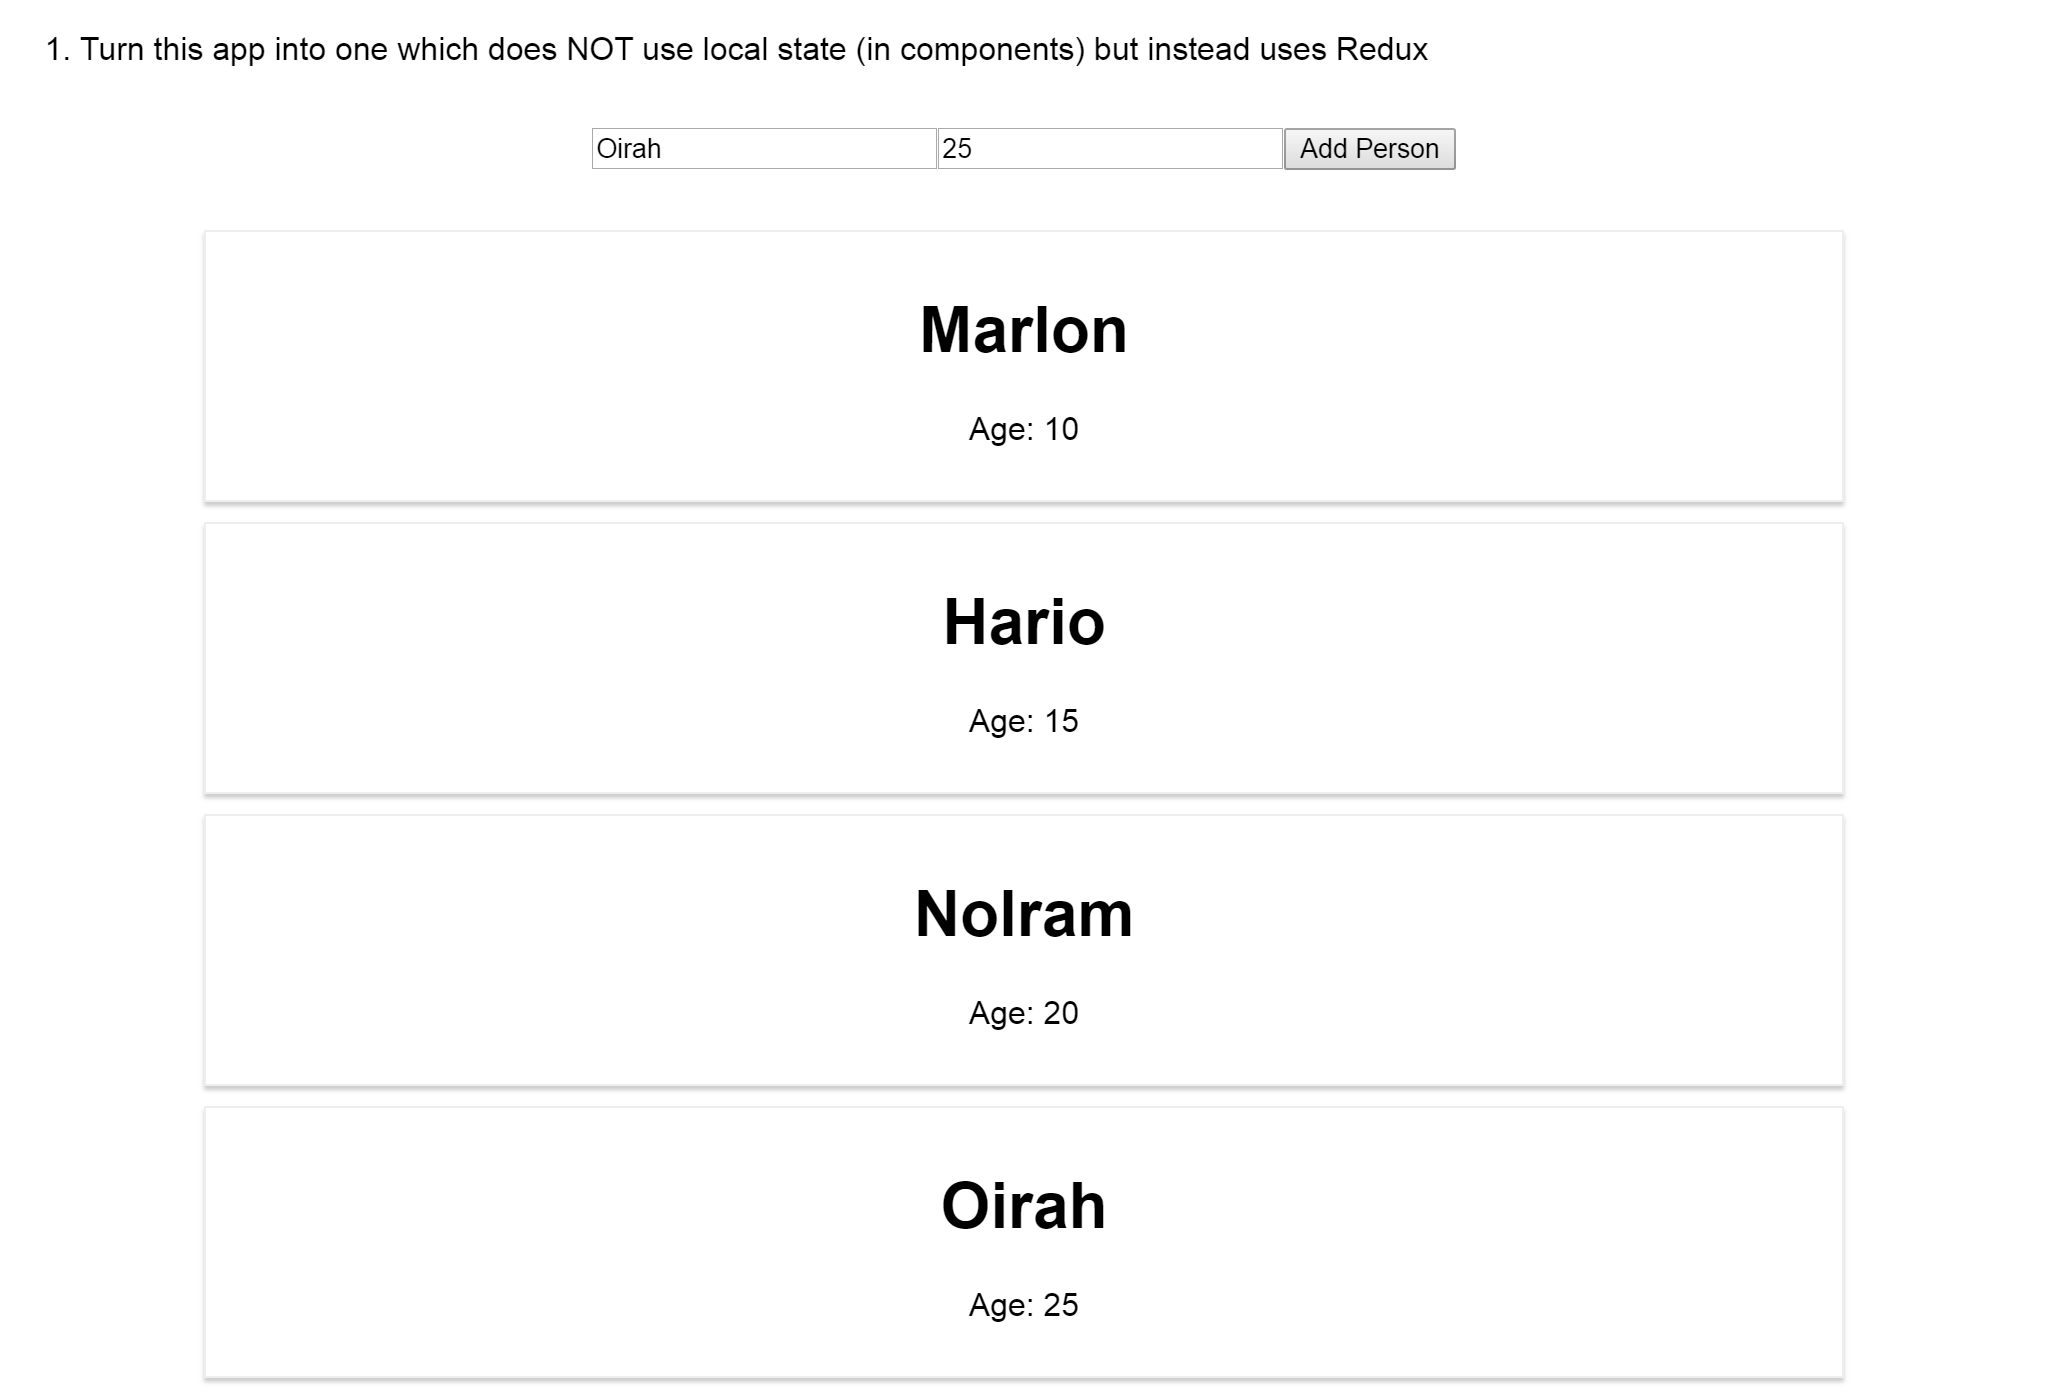 1. Turn this app into one which does NOT use local state (in components) but instead uses Redux
Oirah 25 Add Person
Marlon
Age: 10
Hario
Age: 15
Nolram
Age: 20
Oirah
Age: 25